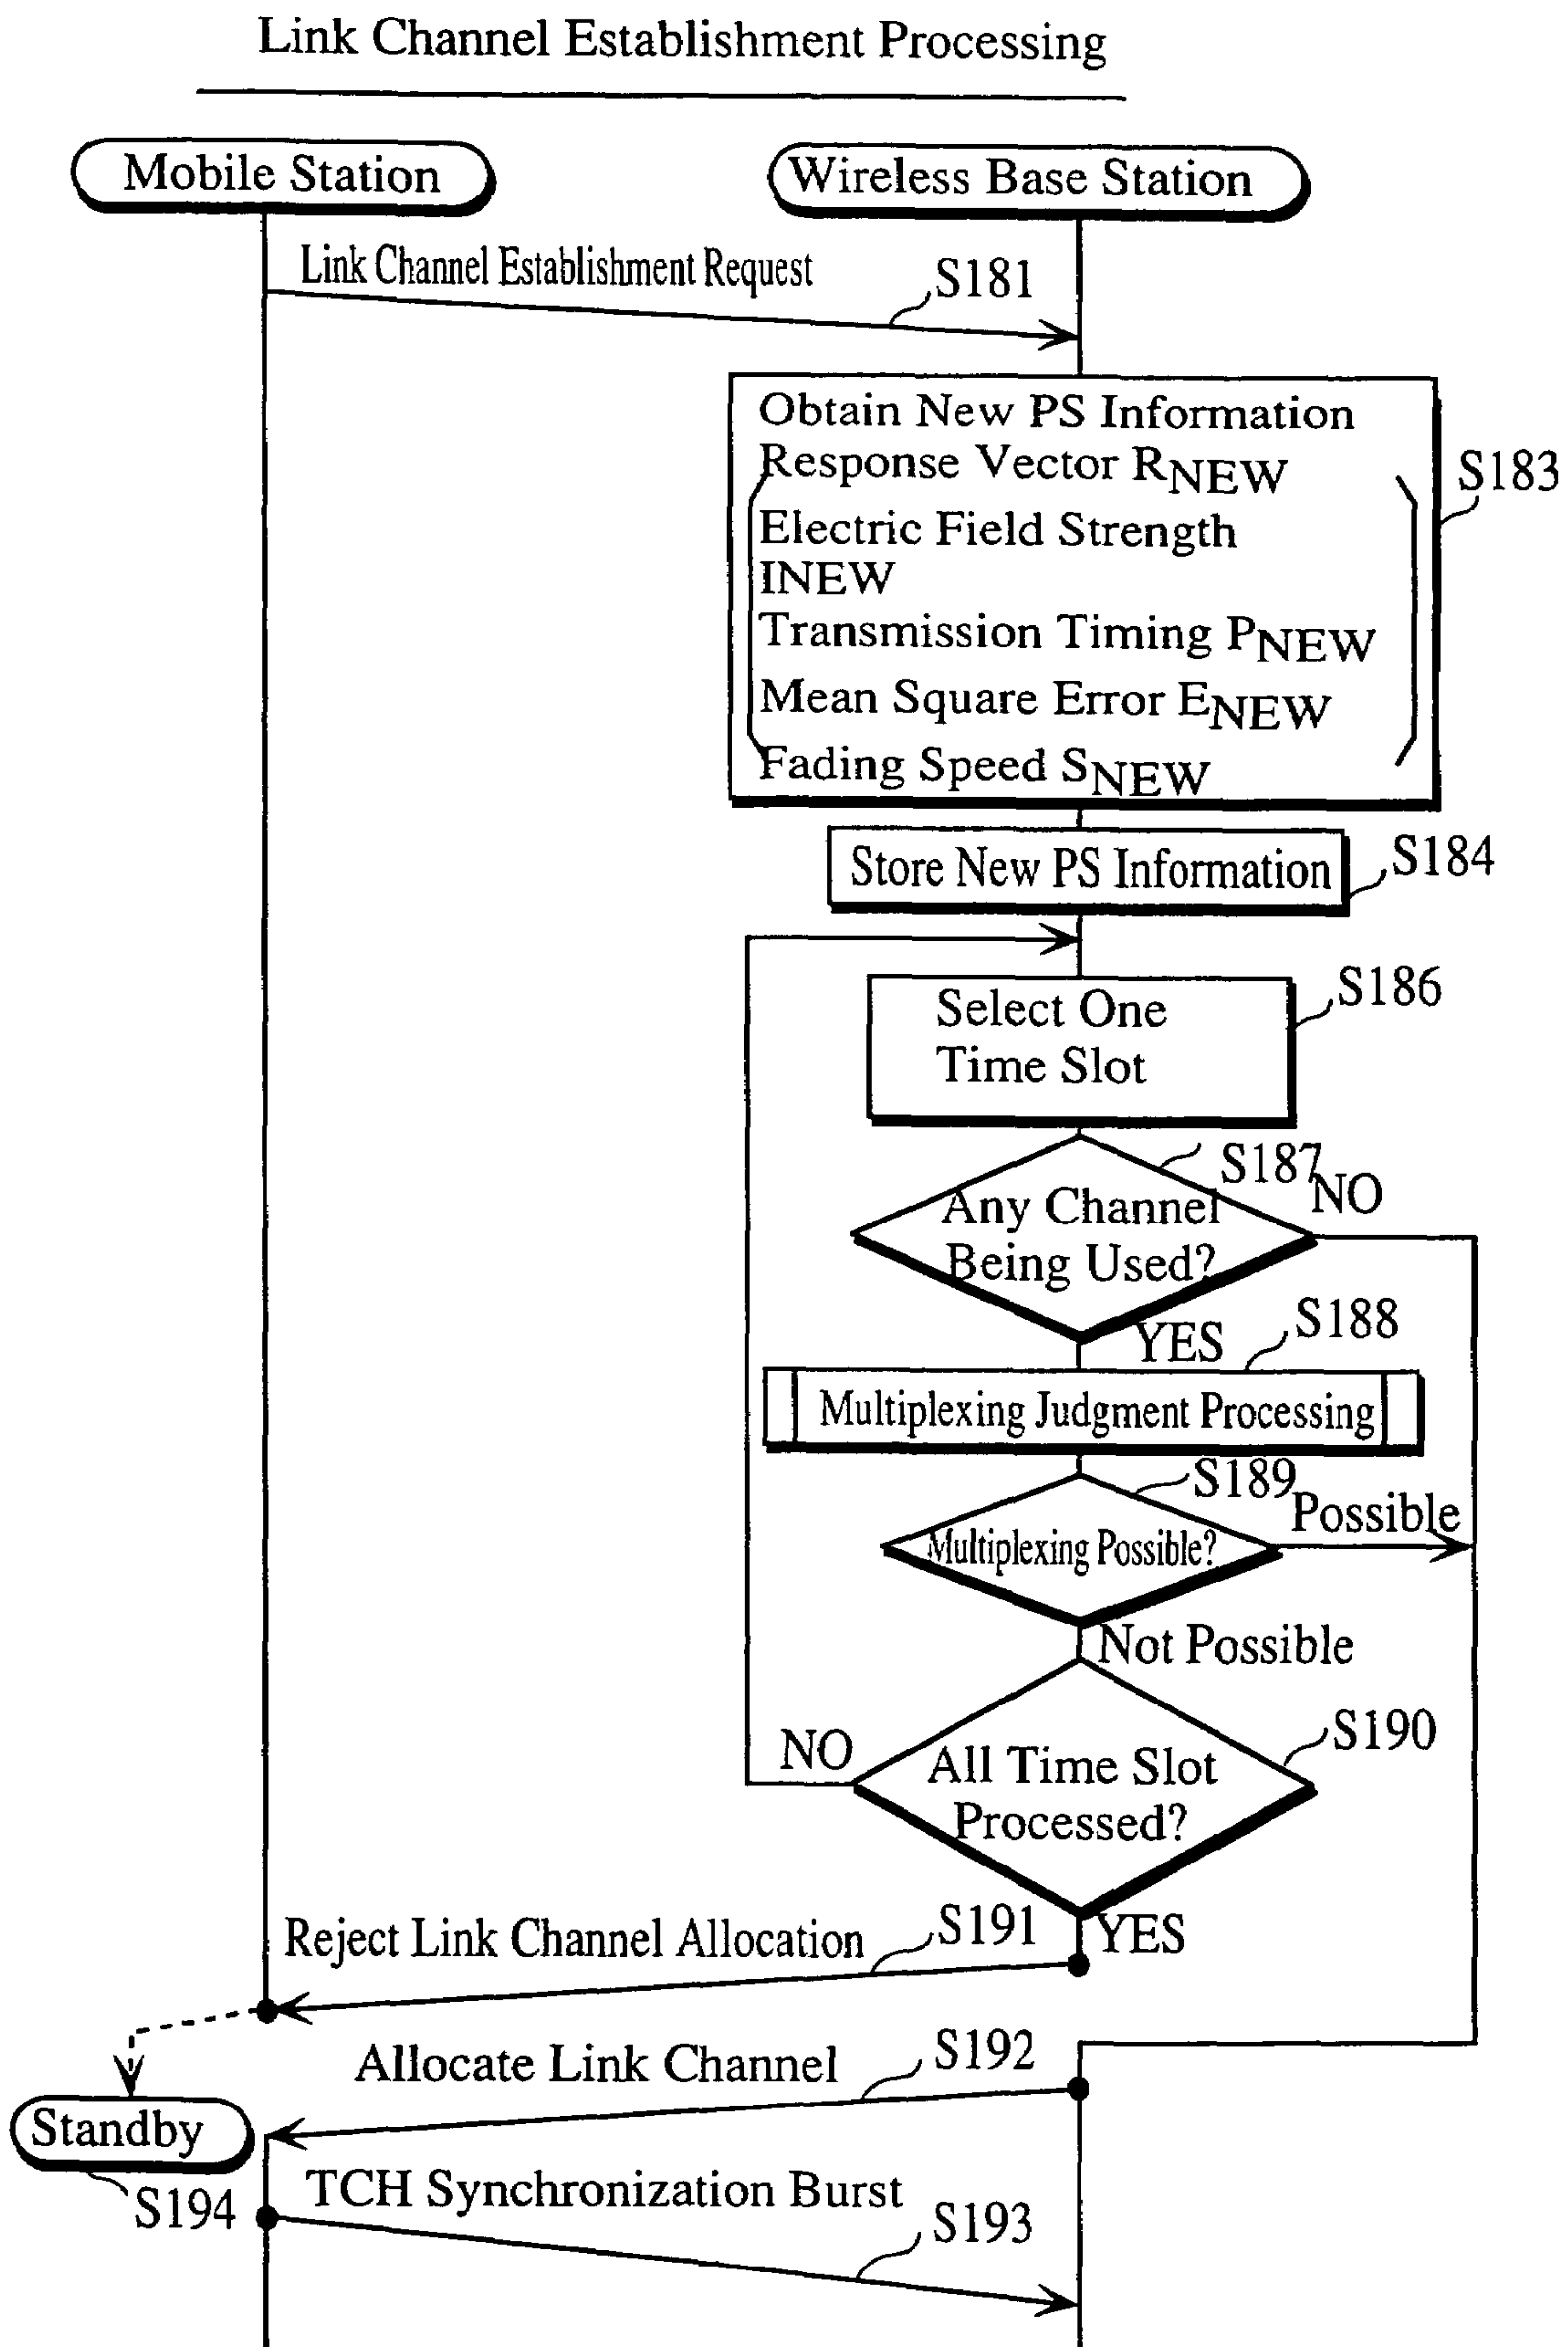 Link Channel Establishment Processing
Mobile Station
Wireless Base Station
Link Channel Establishment Request
S181
Obtain New PS Information
Response Vector RNEW
Electric Field Strength
INEW
Transmission Timing PNEW
Mean Square Error ENEW
Fading Speed SNEW
S183
Store New PS Information
S184
Select One
Time Slot
S186
S187
NO
Any Channel
Being Used?
YES
S188
Multiplexing Judgment Processing
S189
Possible
Multiplexing Possible?
Not Possible
NO
S190
All Time Slot
Processed?
YES
Reject Link Channel Allocation
S191
Allocate Link Channel
S192
Standby
S194
TCH Synchronization Burst
S193